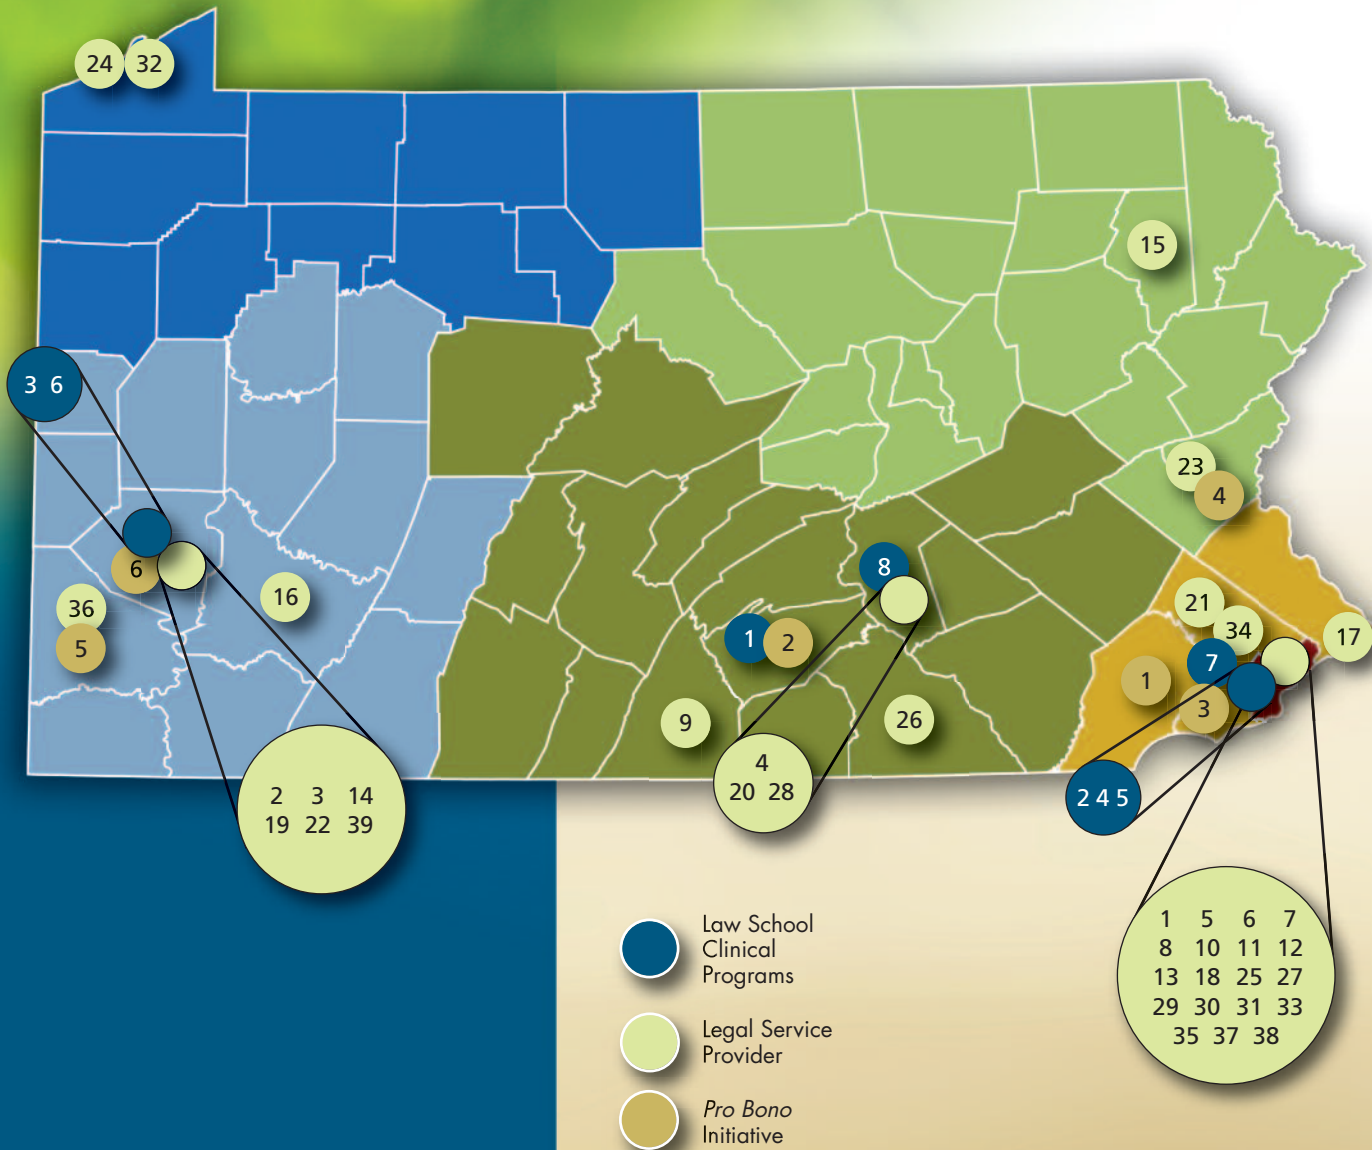 24 32
15
3 6
23
4
8
6
16
36
5
21
34
17
1 2
7
1
3
9
26
4
20 28
2 4 5
2 3 14
19 22 39
Law School
Clinical
Programs
Legal Service
Provider
Pro Bono
Initiative
1 5 6 7
8 10 11 12
13 18 25 27
29 30 31 33
35 37 38